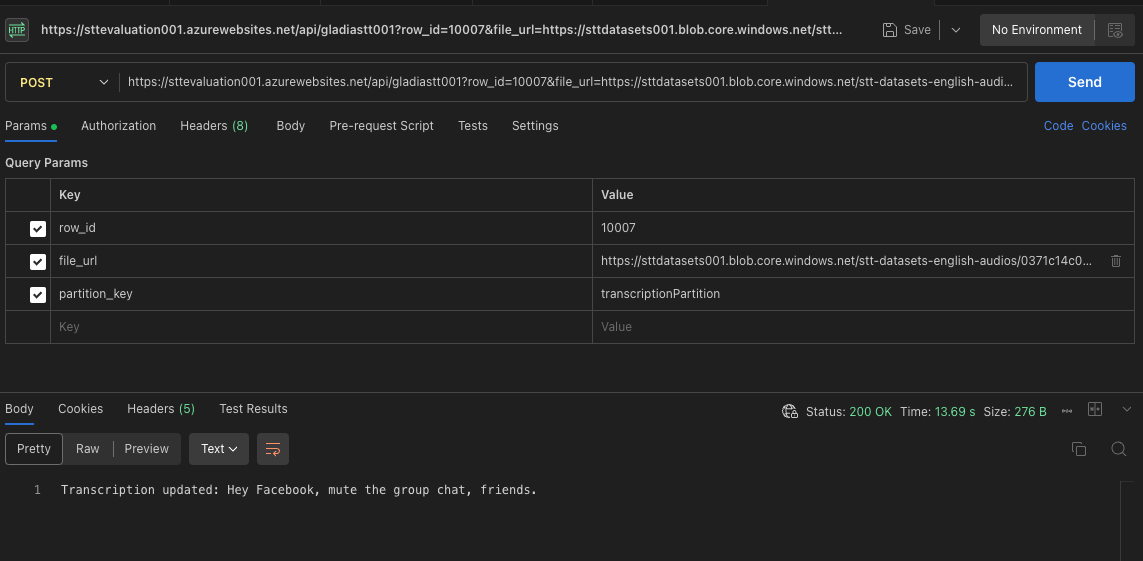 HTTP https://sttevaluation001.azurewebsites.net/api/gladiastt001?row_id=10007&file_url=https://sttdatasets001.blob.core.windows.net/stt... Save No Environment
POST https://sttevaluation001.azurewebsites.net/api/gladiastt001?row_id=10007&file_url=https://sttdatasets001.blob.core.windows.net/stt-datasets-english-audi... Send
Params Authorization Headers (8) Body Pre-request Script Tests Settings Code Cookies
Query Params
Key Value
row_id 10007
file_url https://sttdatasets001.blob.core.windows.net/stt-datasets-english-audios/0371c14c0...
partition_key transcriptionPartition
Key Value
Body Cookies Headers (5) Test Results Status: 200 OK Time: 13.69 s Size: 276 B
Pretty Raw Preview Text
1 Transcription updated: Hey Facebook, mute the group chat, friends.